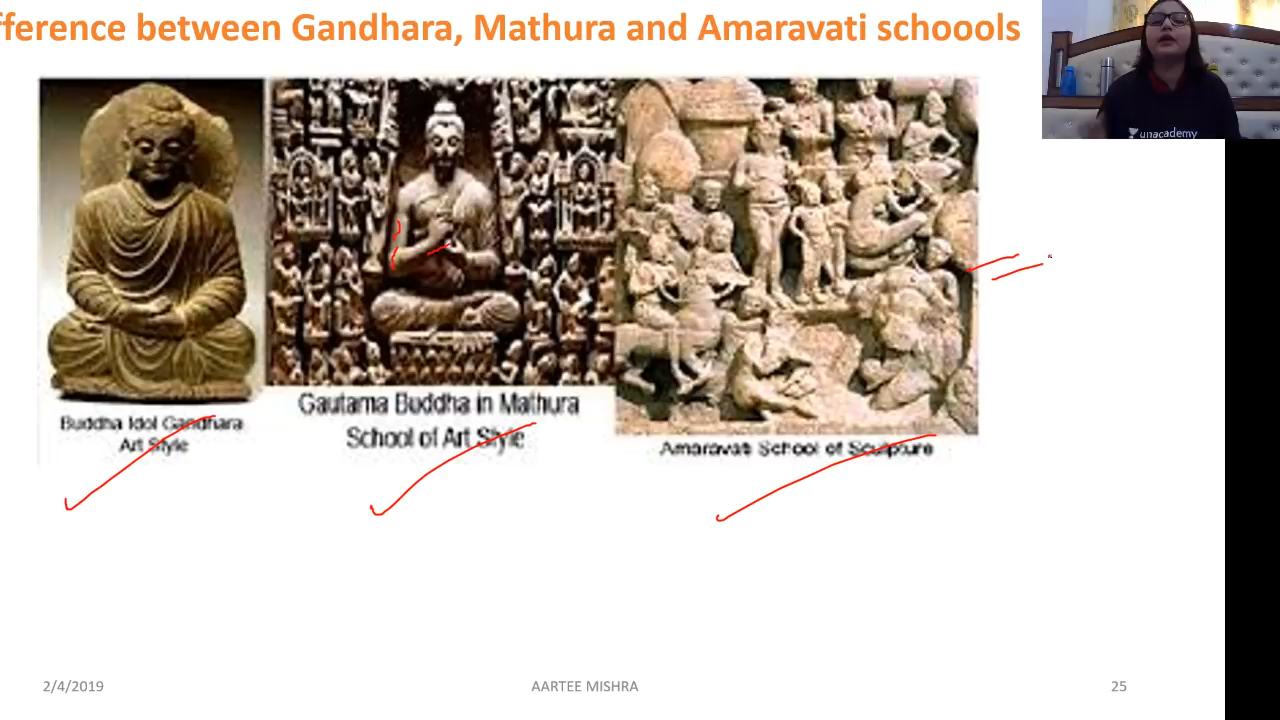 fference between Gandhara, Mathura and Amaravati schoools
unacademy
Buddha Idol Gandhara
Art Style
Gautama Buddha in Mathura
School of Art Style
Amaravati School of Sculpture
2/4/2019
AARTEE MISHRA
25